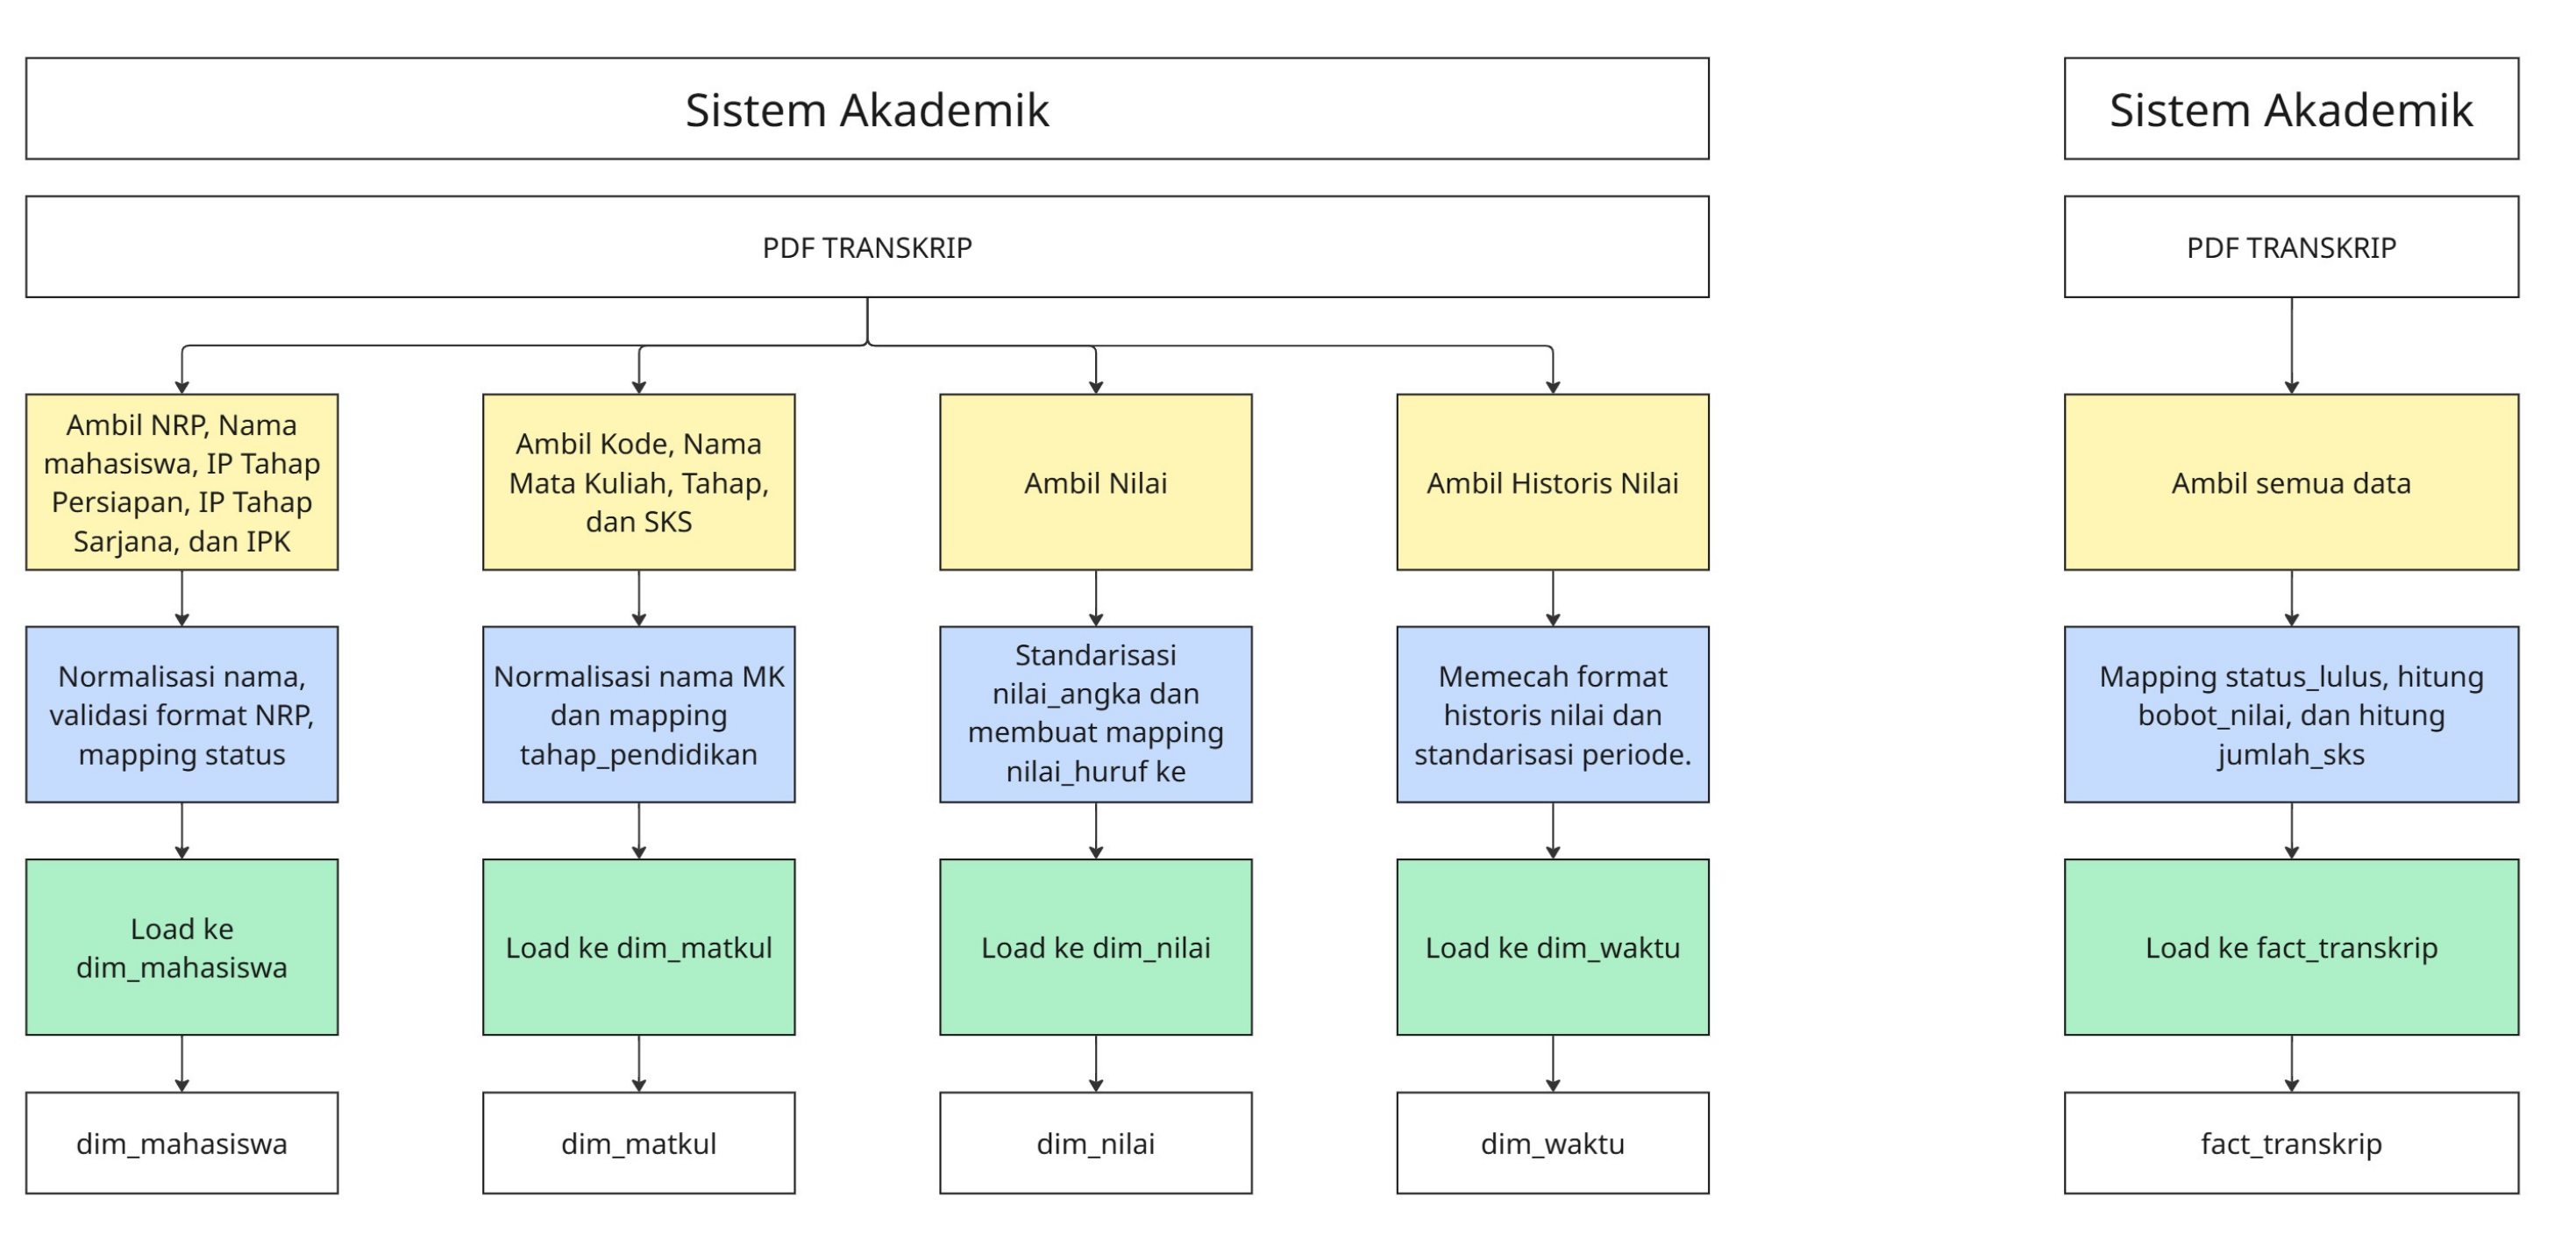 Sistem Akademik
Sistem Akademik
PDF TRANSKRIP
PDF TRANSKRIP
Ambil NRP, Nama
mahasiswa, IP Tahap
Persiapan, IP Tahap
Sarjana, dan IPK
Ambil Kode, Nama
Mata Kuliah, Tahap,
dan SKS
Ambil Nilai
Ambil Historis Nilai
Ambil semua data
Normalisasi nama,
validasi format NRP,
mapping status
Normalisasi nama MK
dan mapping
tahap_pendidikan
Standarisasi
nilai_angka dan
membuat mapping
nilai_huruf ke
Memecah format
historis nilai dan
standarisasi periode.
Mapping status_lulus, hitung
bobot_nilai, dan hitung
jumlah_sks
Load ke
dim_mahasiswa
Load ke dim_matkul
Load ke dim_nilai
Load ke dim_waktu
Load ke fact_transkrip
dim_mahasiswa
dim_matkul
dim_nilai
dim_waktu
fact_transkrip